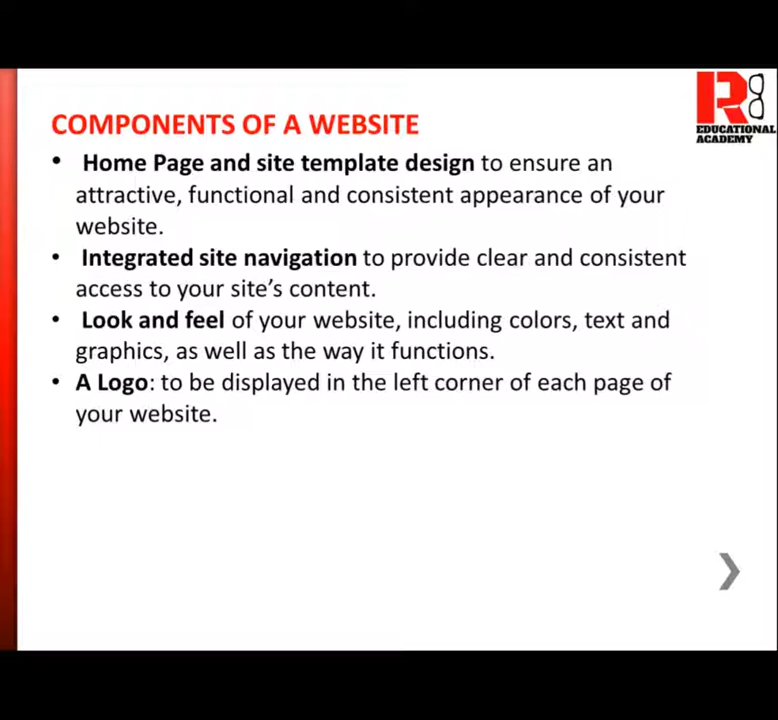 R
EDUCATIONAL
ACADEMY
COMPONENTS OF A WEBSITE
• Home Page and site template design to ensure an
attractive, functional and consistent appearance of your
website.
• Integrated site navigation to provide clear and consistent
access to your site’s content.
• Look and feel of your website, including colors, text and
graphics, as well as the way it functions.
• A Logo: to be displayed in the left corner of each page of
your website.